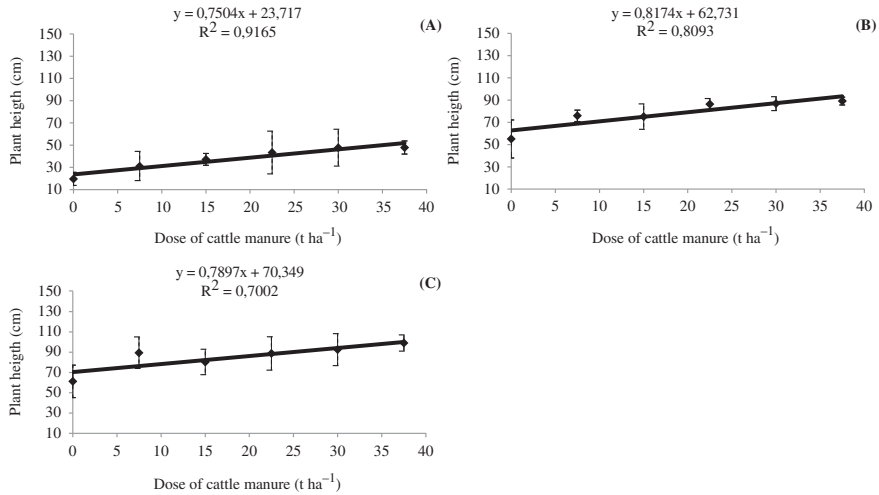 y = 0,7504x + 23,717
R² = 0,9165
(A)
150
130
110
90
70
50
30
10
Plant heigth (cm)
0 5 10 15 20 25 30 35 40
Dose of cattle manure (t ha⁻¹)
y = 0,8174x + 62,731
R² = 0,8093
(B)
150
130
110
90
70
50
30
10
Plant heigth (cm)
0 5 10 15 20 25 30 35 40
Dose of cattle manure (t ha⁻¹)
y = 0,7897x + 70,349
R² = 0,7002
(C)
150
130
110
90
70
50
30
10
Plant heigth (cm)
0 5 10 15 20 25 30 35 40
Dose of cattle manure (t ha⁻¹)